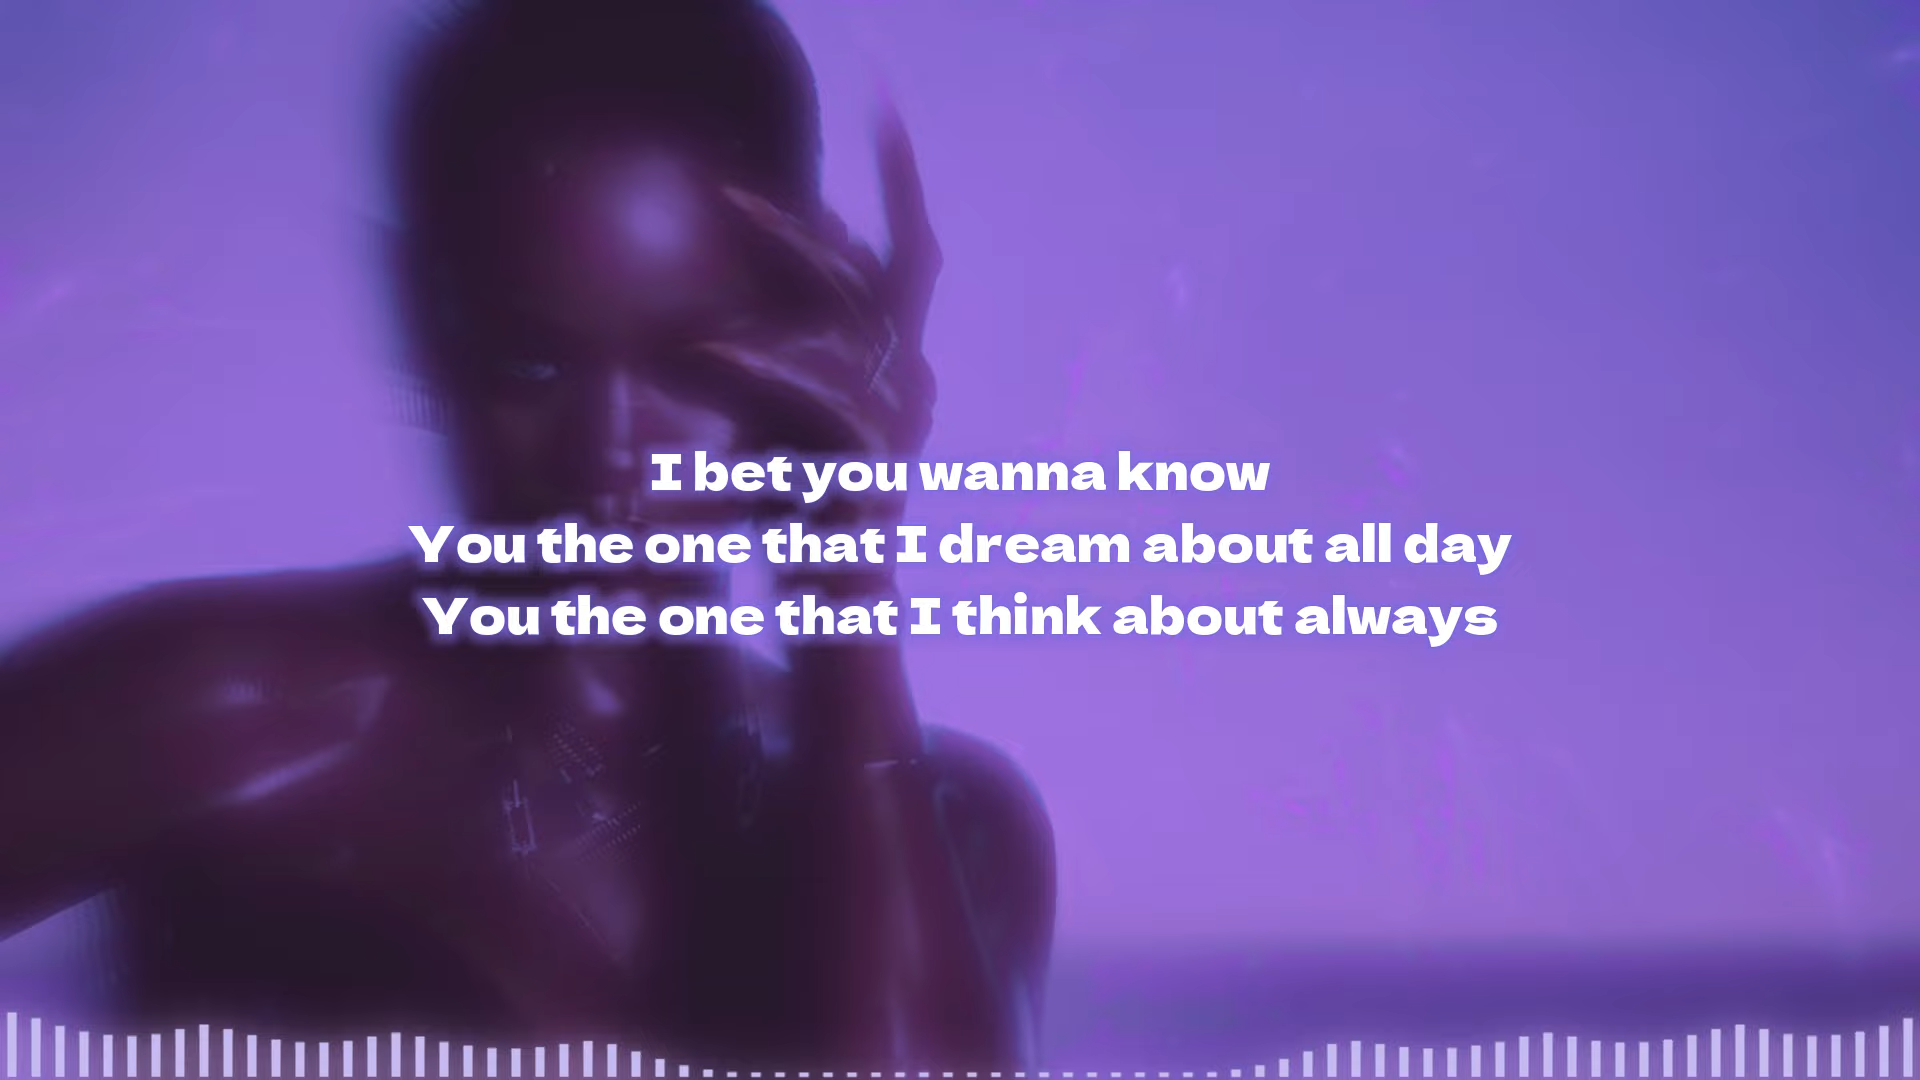 I bet you wanna know
You the one that I dream about all day
You the one that I think about always